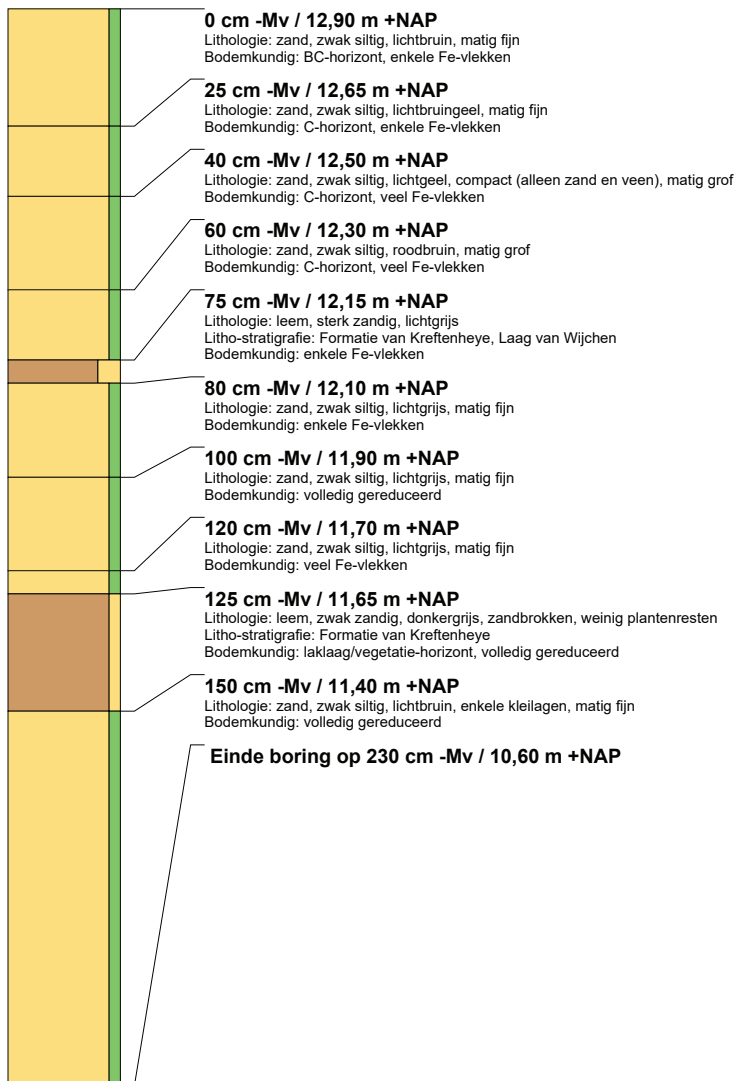 0 cm -Mv / 12,90 m +NAP
Lithologie: zand, zwak siltig, lichtbruin, matig fijn
Bodemkundig: BC-horizont, enkele Fe-vlekken
25 cm -Mv / 12,65 m +NAP
Lithologie: zand, zwak siltig, lichtbruingeel, matig fijn
Bodemkundig: C-horizont, enkele Fe-vlekken
40 cm -Mv / 12,50 m +NAP
Lithologie: zand, zwak siltig, lichtgeel, compact (alleen zand en veen), matig grof
Bodemkundig: C-horizont, veel Fe-vlekken
60 cm -Mv / 12,30 m +NAP
Lithologie: zand, zwak siltig, roodbruin, matig grof
Bodemkundig: C-horizont, veel Fe-vlekken
75 cm -Mv / 12,15 m +NAP
Lithologie: leem, sterk zandig, lichtgrijs
Litho-stratigrafie: Formatie van Kreftenheye, Laag van Wijchen
Bodemkundig: enkele Fe-vlekken
80 cm -Mv / 12,10 m +NAP
Lithologie: zand, zwak siltig, lichtgrijs, matig fijn
Bodemkundig: enkele Fe-vlekken
100 cm -Mv / 11,90 m +NAP
Lithologie: zand, zwak siltig, lichtgrijs, matig fijn
Bodemkundig: volledig gereduceerd
120 cm -Mv / 11,70 m +NAP
Lithologie: zand, zwak siltig, lichtgrijs, matig fijn
Bodemkundig: veel Fe-vlekken
125 cm -Mv / 11,65 m +NAP
Lithologie: leem, zwak zandig, donkergrijs, zandbrokken, weinig plantenresten
Litho-stratigrafie: Formatie van Kreftenheye
Bodemkundig: laklaag/vegetatie-horizont, volledig gereduceerd
150 cm -Mv / 11,40 m +NAP
Lithologie: zand, zwak siltig, lichtbruin, enkele kleilagen, matig fijn
Bodemkundig: volledig gereduceerd
Einde boring op 230 cm -Mv / 10,60 m +NAP